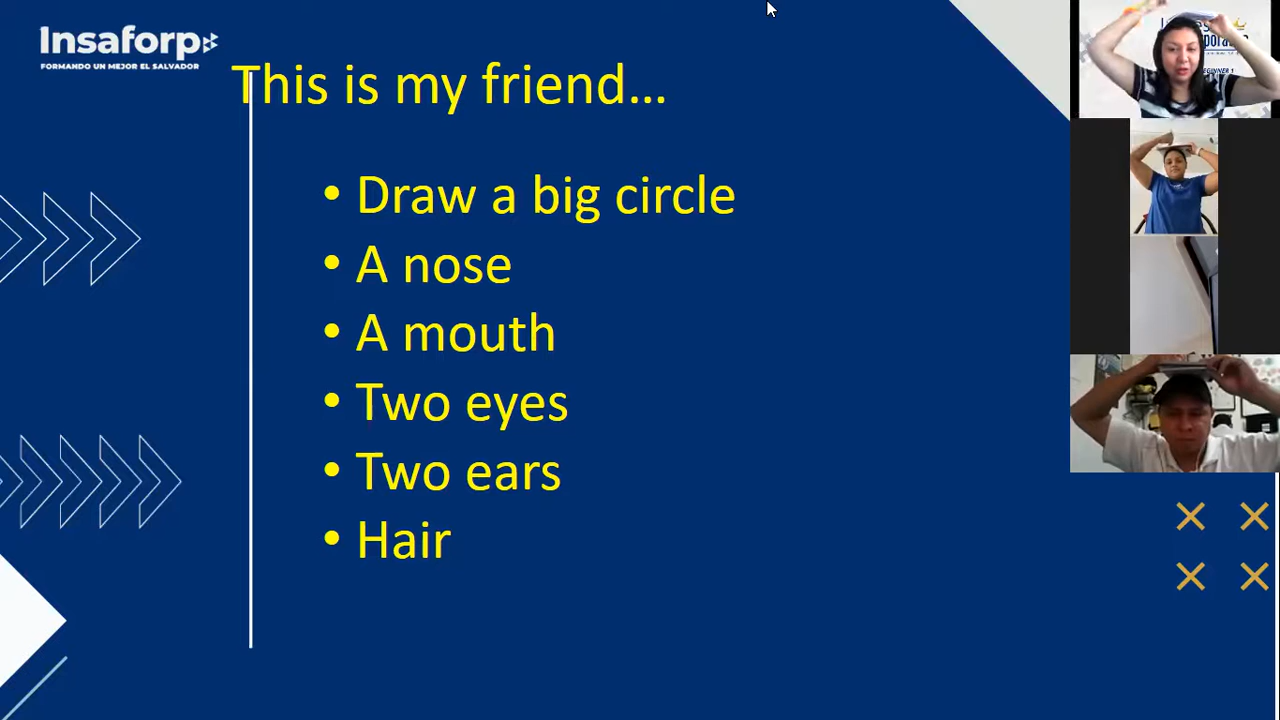 Insaforp
FORMANDO UN MEJOR EL SALVADOR
This is my friend...
• Draw a big circle
• A nose
• A mouth
• Two eyes
• Two ears
• Hair